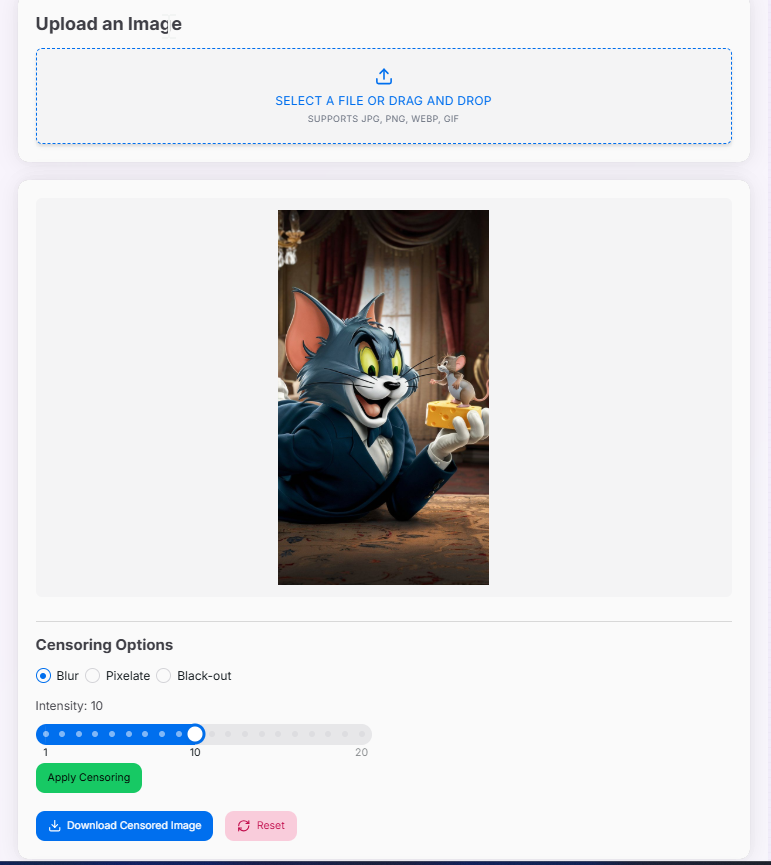 Upload an Image
SELECT A FILE OR DRAG AND DROP
SUPPORTS JPG, PNG, WEBP, GIF
Censoring Options
Blur Pixelate Black-out
Intensity: 10
1 10 20
Apply Censoring
Download Censored Image Reset